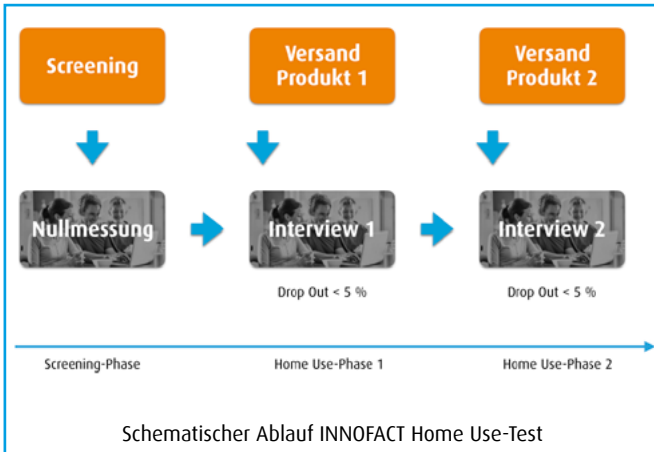 Screening
Versand
Produkt 1
Versand
Produkt 2
Nullmessung
Interview 1
Interview 2
Drop Out < 5 %
Drop Out < 5 %
Screening-Phase
Home Use-Phase 1
Home Use-Phase 2
Schematischer Ablauf INNOFACT Home Use-Test